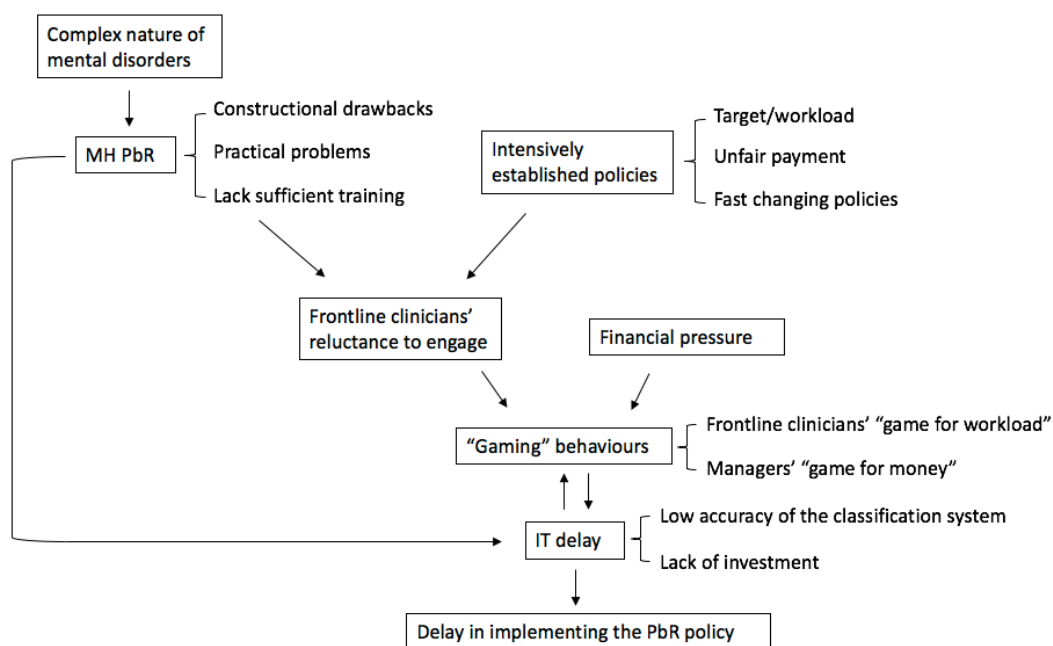 Complex nature of
mental disorders
Constructional drawbacks
MH PbR
Practical problems
Lack sufficient training
Intensively
established policies
Target/workload
Unfair payment
Fast changing policies
Frontline clinicians’
reluctance to engage
Financial pressure
“Gaming” behaviours
Frontline clinicians’ “game for workload”
Managers’ “game for money”
IT delay
Low accuracy of the classification system
Lack of investment
Delay in implementing the PbR policy